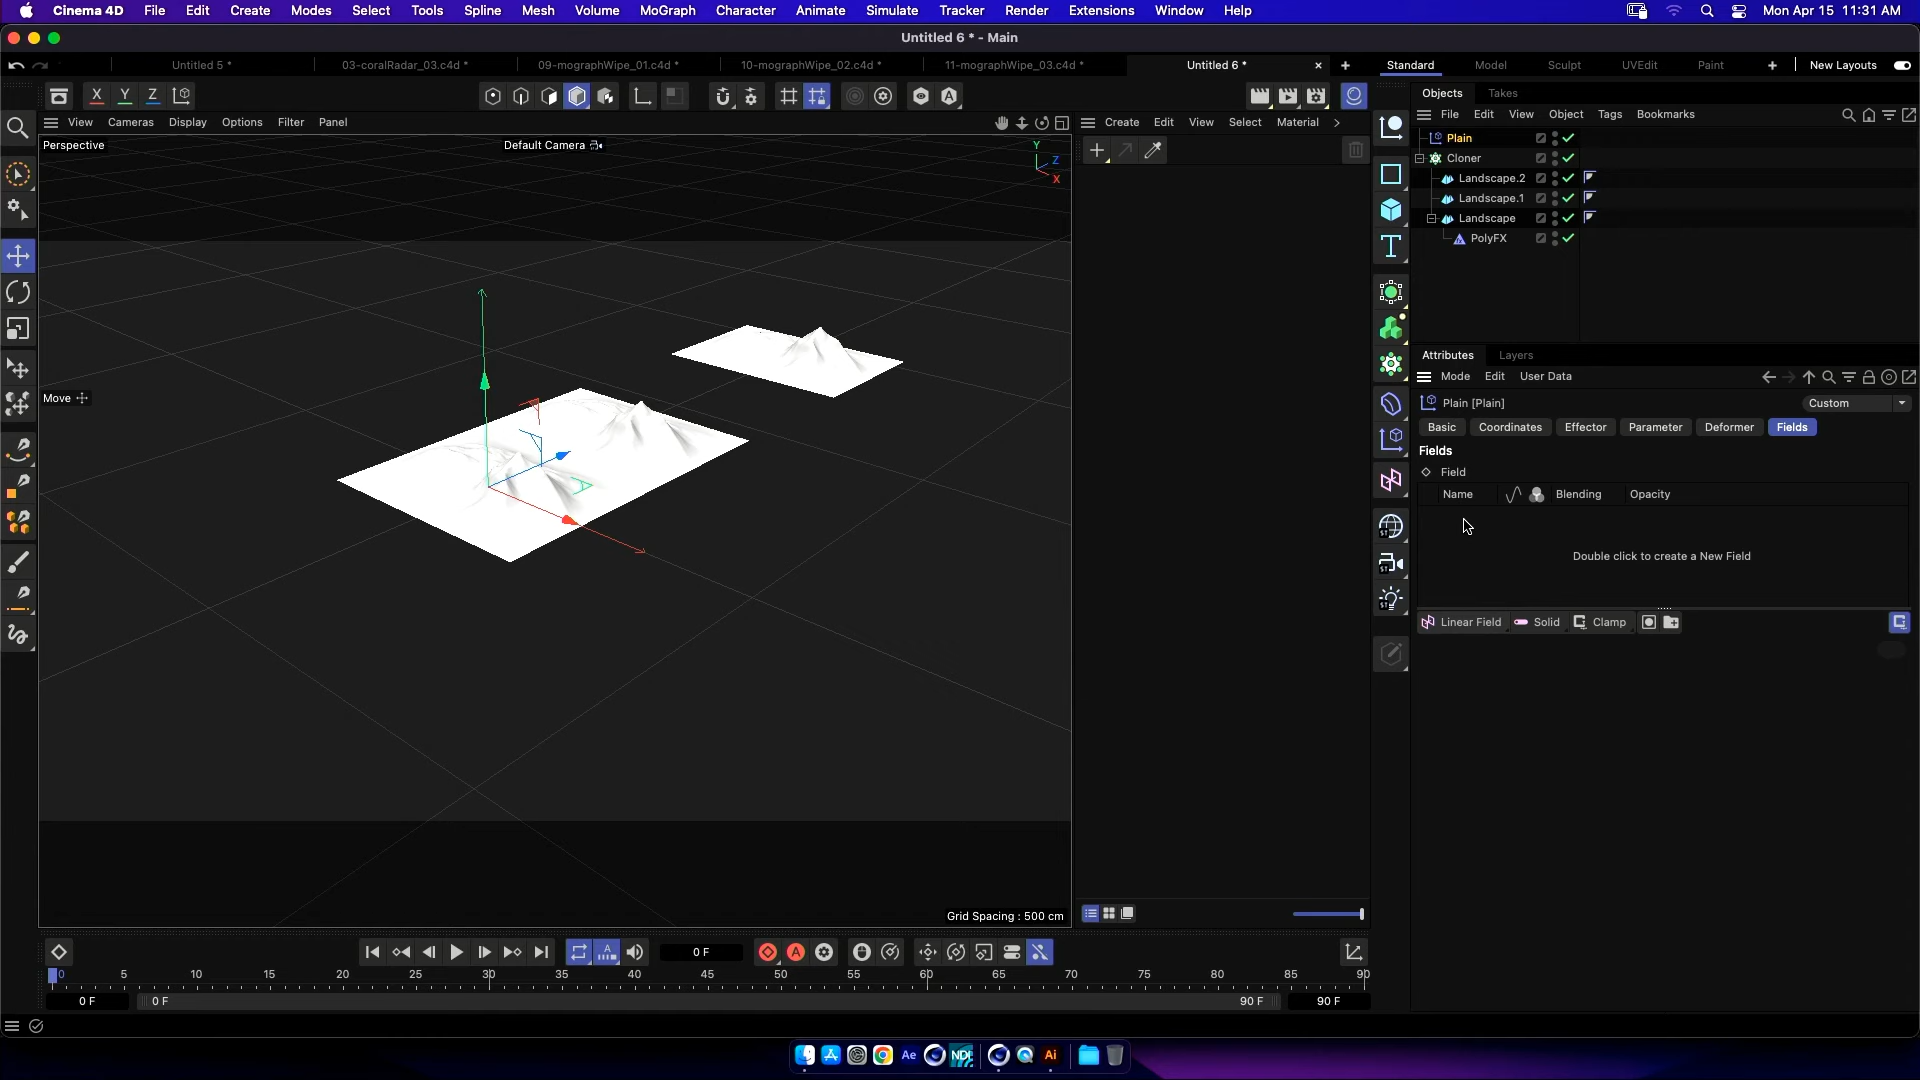 Cinema 4D File Edit Create Modes Select Tools Spline Mesh Volume MoGraph Character Animate Simulate Tracker Render Extensions Window Help Mon Apr 15 11:31 AM
Untitled 6 * - Main
Untitled 5 * 03-coralRadar_03.c4d * 09-mographWipe_01.c4d * 10-mographWipe_02.c4d * 11-mographWipe_03.c4d * Untitled 6 * Standard Model Sculpt UVEdit Paint New Layouts
X Y Z
Objects Takes
View Cameras Display Options Filter Panel
Create Edit View Select Material
File Edit View Object Tags Bookmarks
Perspective
Default Camera
Y
Z
X
Plain
Cloner
Landscape.2
Landscape.1
Landscape
PolyFX
Attributes Layers
Mode Edit User Data
Move
Plain [Plain]
Custom
Basic Coordinates Effector Parameter Deformer Fields
Fields
Field
Name Blending Opacity
Double click to create a New Field
Linear Field Solid Clamp
Grid Spacing : 500 cm
0 F
0 5 10 15 20 25 30 35 40 45 50 55 60 65 70 75 80 85 90
0 F 0 F 90 F 90 F
Ae NDI Ai